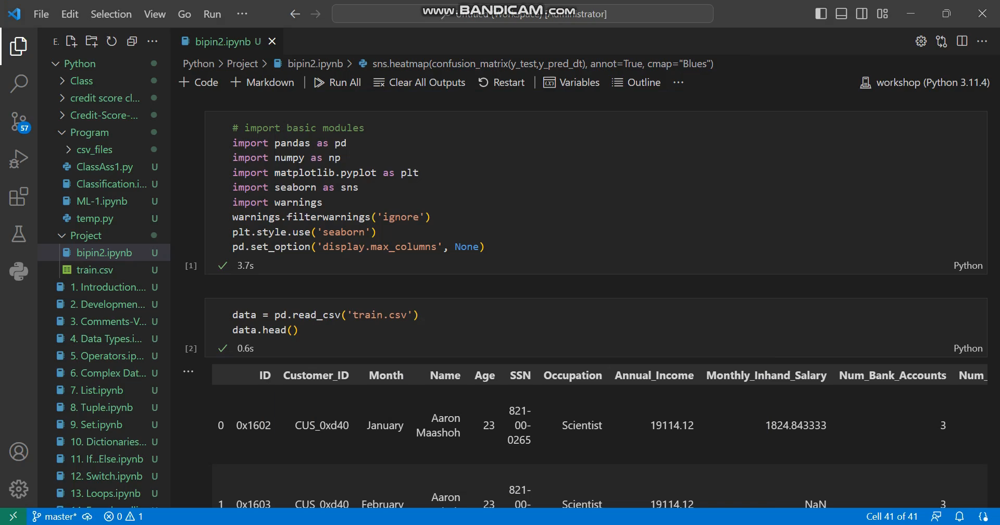 File Edit Selection View Go Run ··· www.BANDICAM.com Untitled (Workspace) [Administrator]
E. ···
bipin2.ipynb U
Python > Project > bipin2.ipynb > sns.heatmap(confusion_matrix(y_test,y_pred_dt), annot=True, cmap="Blues")
+ Code + Markdown Run All Clear All Outputs Restart Variables Outline ··· workshop (Python 3.11.4)
57
Python
Class
credit score cl...
Credit-Score-...
Program
csv_files
ClassAss1.py U
Classification.i... U
ML-1.ipynb U
temp.py U
Project
bipin2.ipynb U
train.csv U
1. Introduction.... U
2. Developmen... U
3. Comments-V... U
4. Data Types.i... U
5. Operators.ip... U
6. Complex Dat... U
7. List.ipynb U
8. Tuple.ipynb U
9. Set.ipynb U
10. Dictionaries... U
11. If...Else.ipynb U
12. Switch.ipynb U
13. Loops.ipynb U
# import basic modules
import pandas as pd
import numpy as np
import matplotlib.pyplot as plt
import seaborn as sns
import warnings
warnings.filterwarnings('ignore')
plt.style.use('seaborn')
pd.set_option('display.max_columns', None)
[1] 3.7s Python
data = pd.read_csv('train.csv')
data.head()
[2] 0.6s Python
ID Customer_ID Month Name Age SSN Occupation Annual_Income Monthly_Inhand_Salary Num_Bank_Accounts Num_
0 0x1602 CUS_0xd40 January Aaron Maashoh 23 821-00-0265 Scientist 19114.12 1824.843333 3
1 0x1603 CUS_0xd40 February Aaron 23 821-00- Scientist 19114.12 NaN 3
master* 0 1 Cell 41 of 41